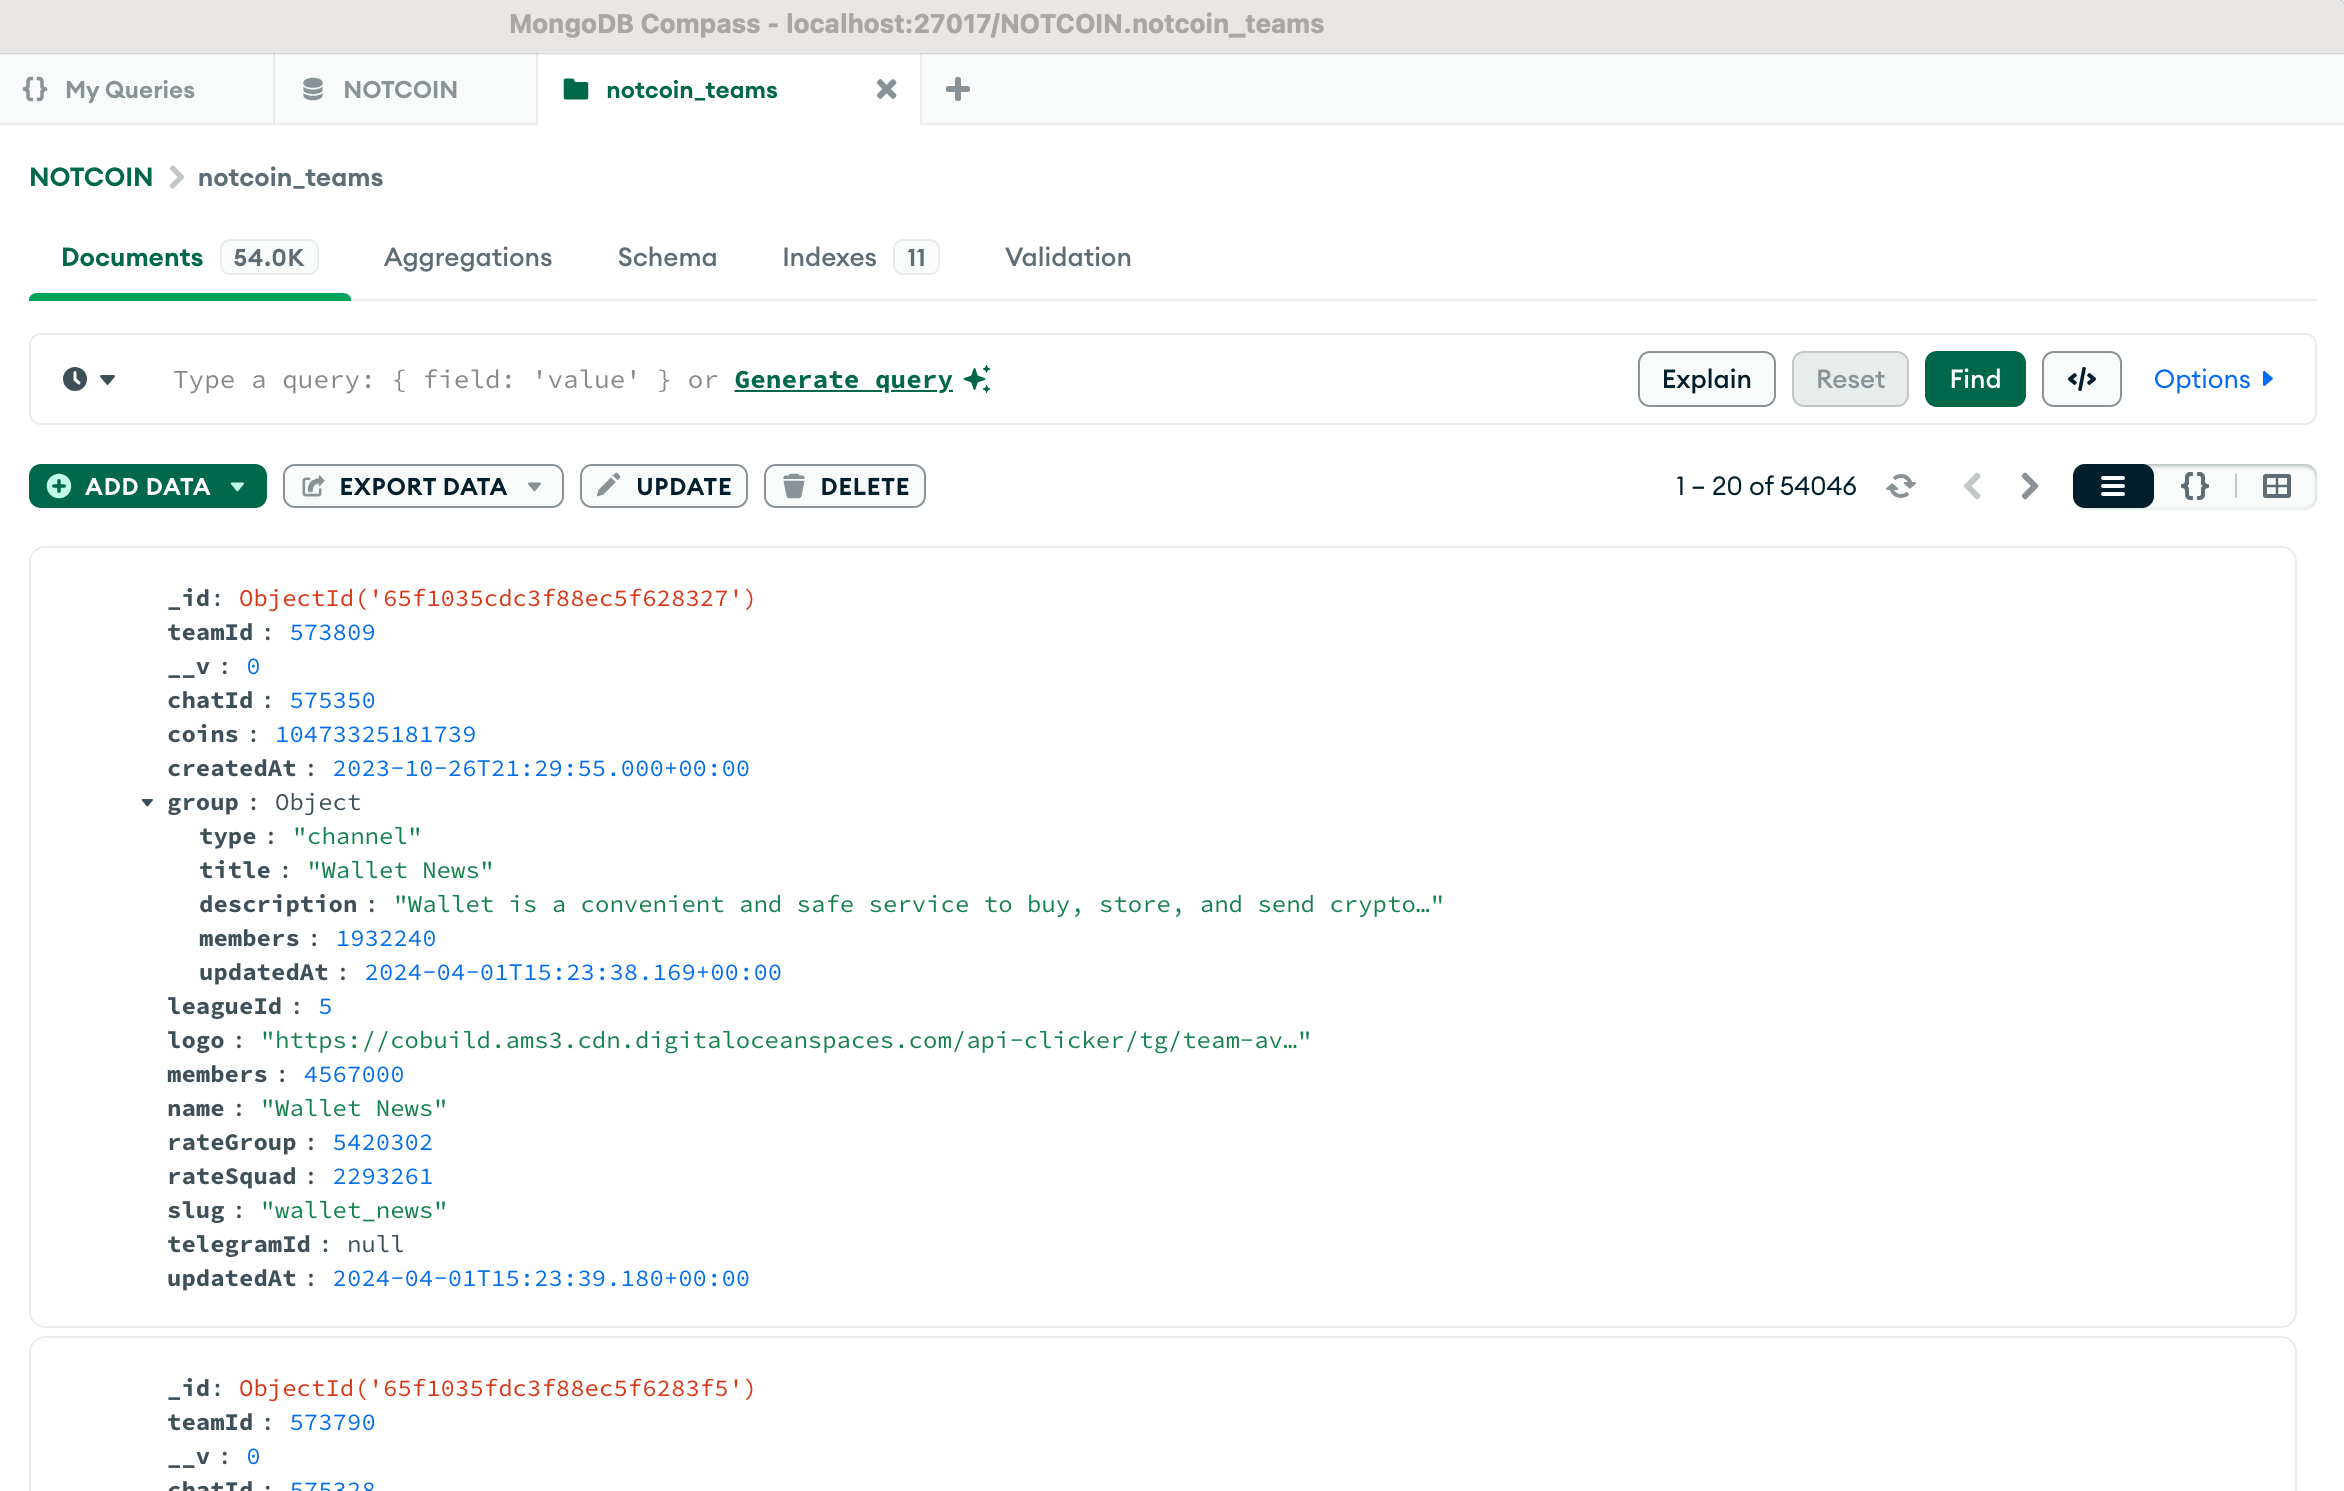 MongoDB Compass - localhost:27017/NOTCOIN.notcoin_teams
{} My Queries NOTCOIN notcoin_teams
NOTCOIN > notcoin_teams
Documents 54.0K Aggregations Schema Indexes 11 Validation
Type a query: { field: 'value' } or Generate query Explain Reset Find </> Options
ADD DATA EXPORT DATA UPDATE DELETE 1 – 20 of 54046 {}
_id: ObjectId('65f1035cdc3f88ec5f628327')
teamId : 573809
__v : 0
chatId : 575350
coins : 10473325181739
createdAt : 2023-10-26T21:29:55.000+00:00
group : Object
type : "channel"
title : "Wallet News"
description : "Wallet is a convenient and safe service to buy, store, and send crypto…"
members : 1932240
updatedAt : 2024-04-01T15:23:38.169+00:00
leagueId : 5
logo : "https://cobuild.ams3.cdn.digitaloceanspaces.com/api-clicker/tg/team-av…"
members : 4567000
name : "Wallet News"
rateGroup : 5420302
rateSquad : 2293261
slug : "wallet_news"
telegramId : null
updatedAt : 2024-04-01T15:23:39.180+00:00
_id: ObjectId('65f1035fdc3f88ec5f6283f5')
teamId : 573790
__v : 0
chatId : 575328